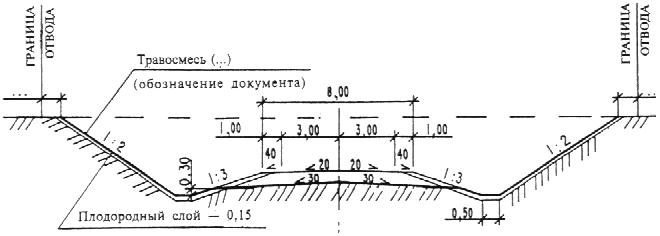 ГРАНИЦА
ОТВОДА
ГРАНИЦА
ОТВОДА
Травосмесь (...)
(обозначение документа)
...
...
8,00
1,00 3,00 3,00 1,00
1:2
1:2
40 20 20 40
0,30
1:3
30 30
1:3
Плодородный слой — 0,15
0,50